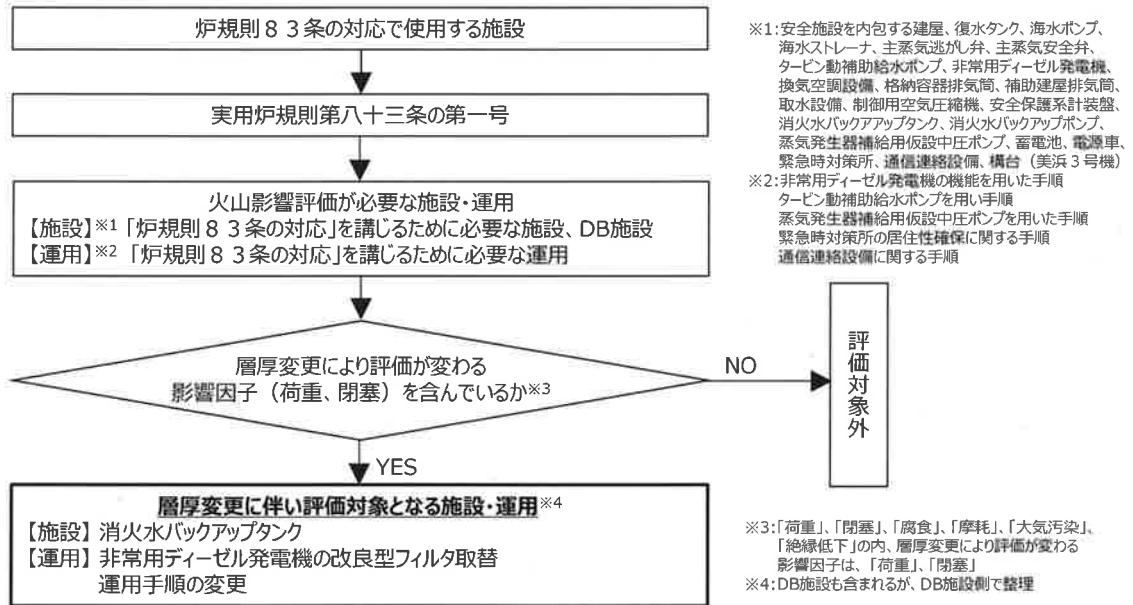 炉規則８３条の対応で使用する施設
実用炉規則第八十三条の第一号
火山影響評価が必要な施設・運用
【施設】※1「炉規則８３条の対応」を講じるために必要な施設、DB施設
【運用】※2「炉規則８３条の対応」を講じるために必要な運用
層厚変更により評価が変わる
影響因子（荷重、閉塞）を含んでいるか※3
NO
評価対象外
YES
層厚変更に伴い評価対象となる施設・運用※4
【施設】消火水バックアップタンク
【運用】非常用ディーゼル発電機の改良型フィルタ取替
運用手順の変更
※1:安全施設を内包する建屋、復水タンク、海水ポンプ、
海水ストレーナ、主蒸気逃がし弁、主蒸気安全弁、
タービン動補助給水ポンプ、非常用ディーゼル発電機、
換気空調設備、格納容器排気筒、補助建屋排気筒、
取水設備、制御用空気圧縮機、安全保護系計装盤、
消火水バックアアップタンク、消火水バックアップポンプ、
蒸気発生器補給用仮設中圧ポンプ、蓄電池、電源車、
緊急時対策所、通信連絡設備、構台（美浜３号機）
※2:非常用ディーゼル発電機の機能を用いた手順
タービン動補助給水ポンプを用い手順
蒸気発生器補給用仮設中圧ポンプを用いた手順
緊急時対策所の居住性確保に関する手順
通信連絡設備に関する手順
※3:「荷重」、「閉塞」、「腐食」、「摩耗」、「大気汚染」、
「絶縁低下」の内、層厚変更により評価が変わる
影響因子は、「荷重」、「閉塞」
※4:DB施設も含まれるが、DB施設側で整理